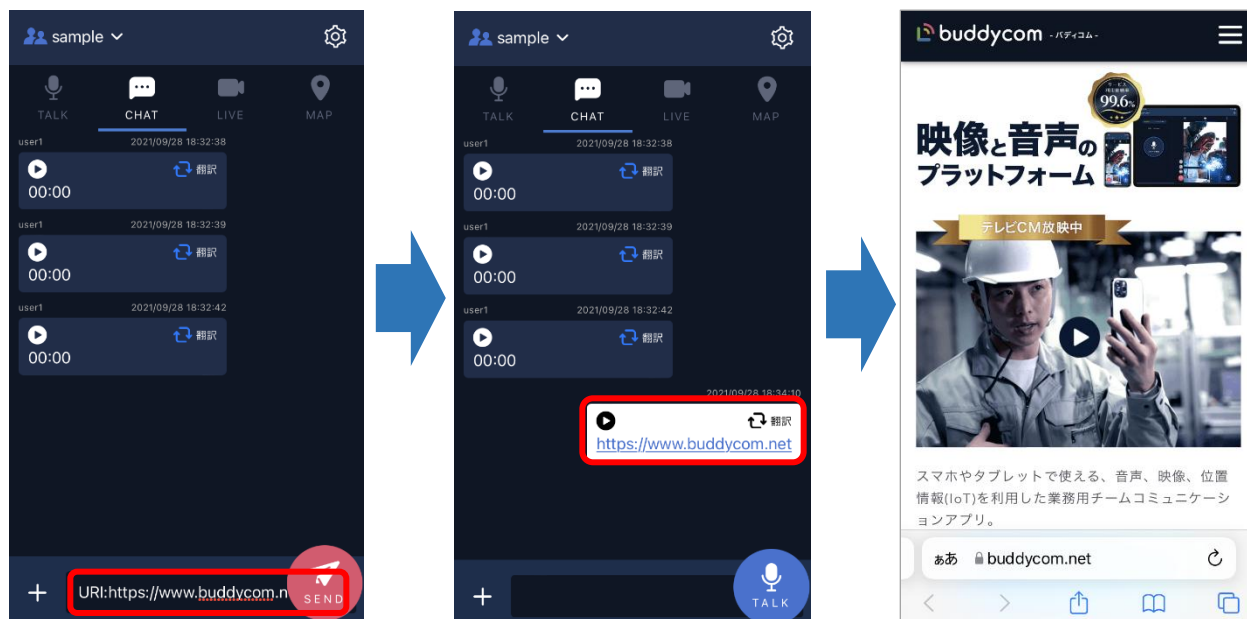 sample
TALK
CHAT
LIVE
MAP
user1 2021/09/28 18:32:38
翻訳
00:00
user1 2021/09/28 18:32:39
翻訳
00:00
user1 2021/09/28 18:32:42
翻訳
00:00
URI:https://www.buddycom.n
SEND
sample
TALK
CHAT
LIVE
MAP
user1 2021/09/28 18:32:38
翻訳
00:00
user1 2021/09/28 18:32:39
翻訳
00:00
user1 2021/09/28 18:32:42
翻訳
00:00
2021/09/28 18:34:10
翻訳
https://www.buddycom.net
TALK
buddycom -バディコム-
99.6%
映像と音声の
プラットフォーム
テレビCM放映中
スマホやタブレットで使える、音声、映像、位置
情報(IoT)を利用した業務用チームコミュニケーシ
ョンアプリ。
ぁあ buddycom.net